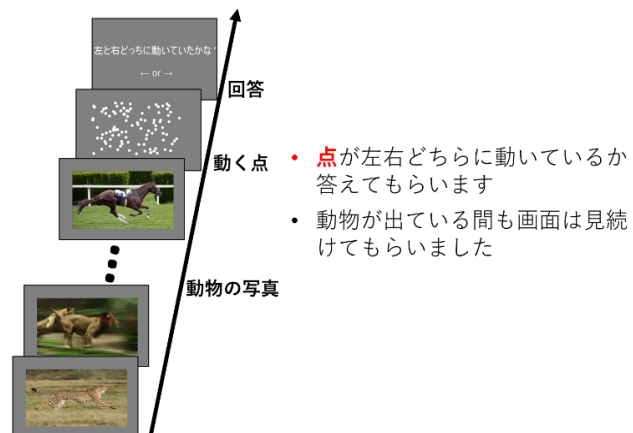 左と右どっちに動いていたかな？
← or →
回答
動く点
動物の写真
• 点が左右どちらに動いているか
答えてもらいます
• 動物が出ている間も画面は見続
けてもらいました